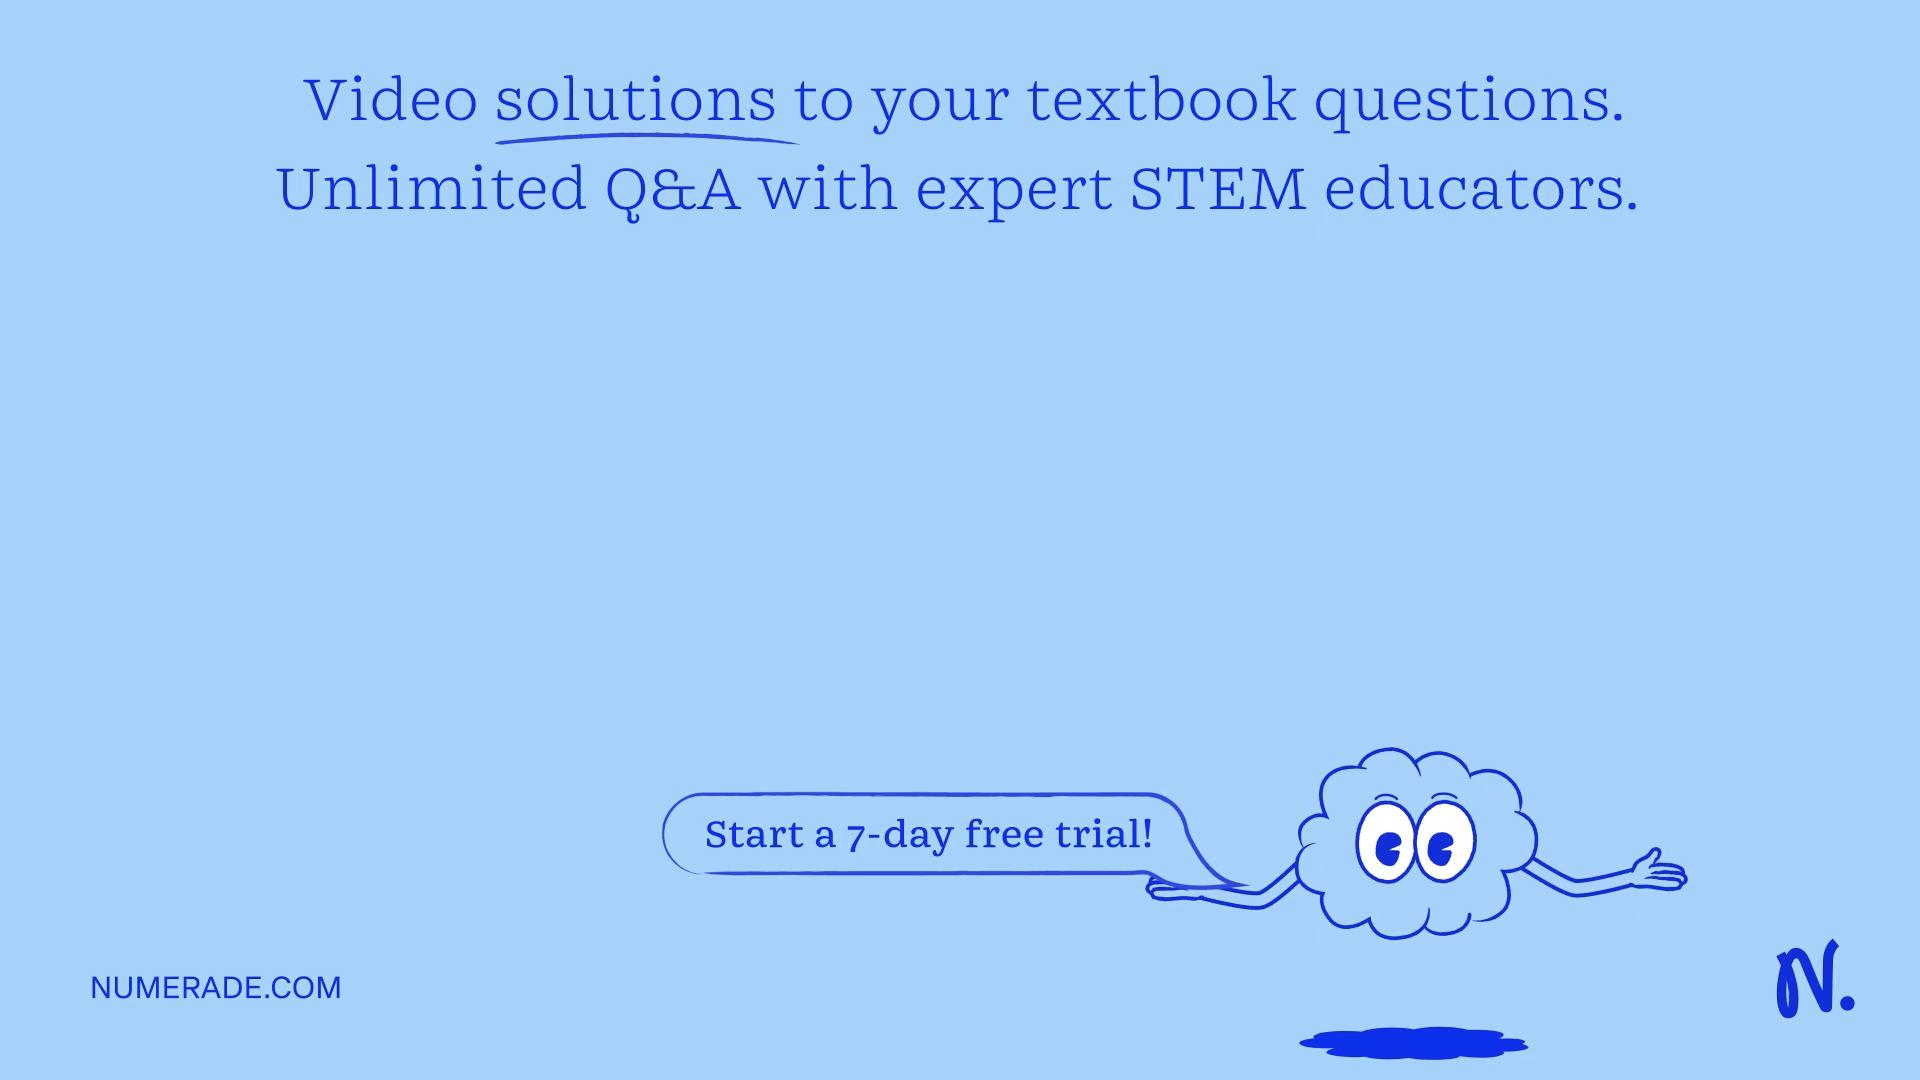 Video solutions to your textbook questions.
Unlimited Q&A with expert STEM educators.
Start a 7-day free trial!
NUMERADE.COM
N.